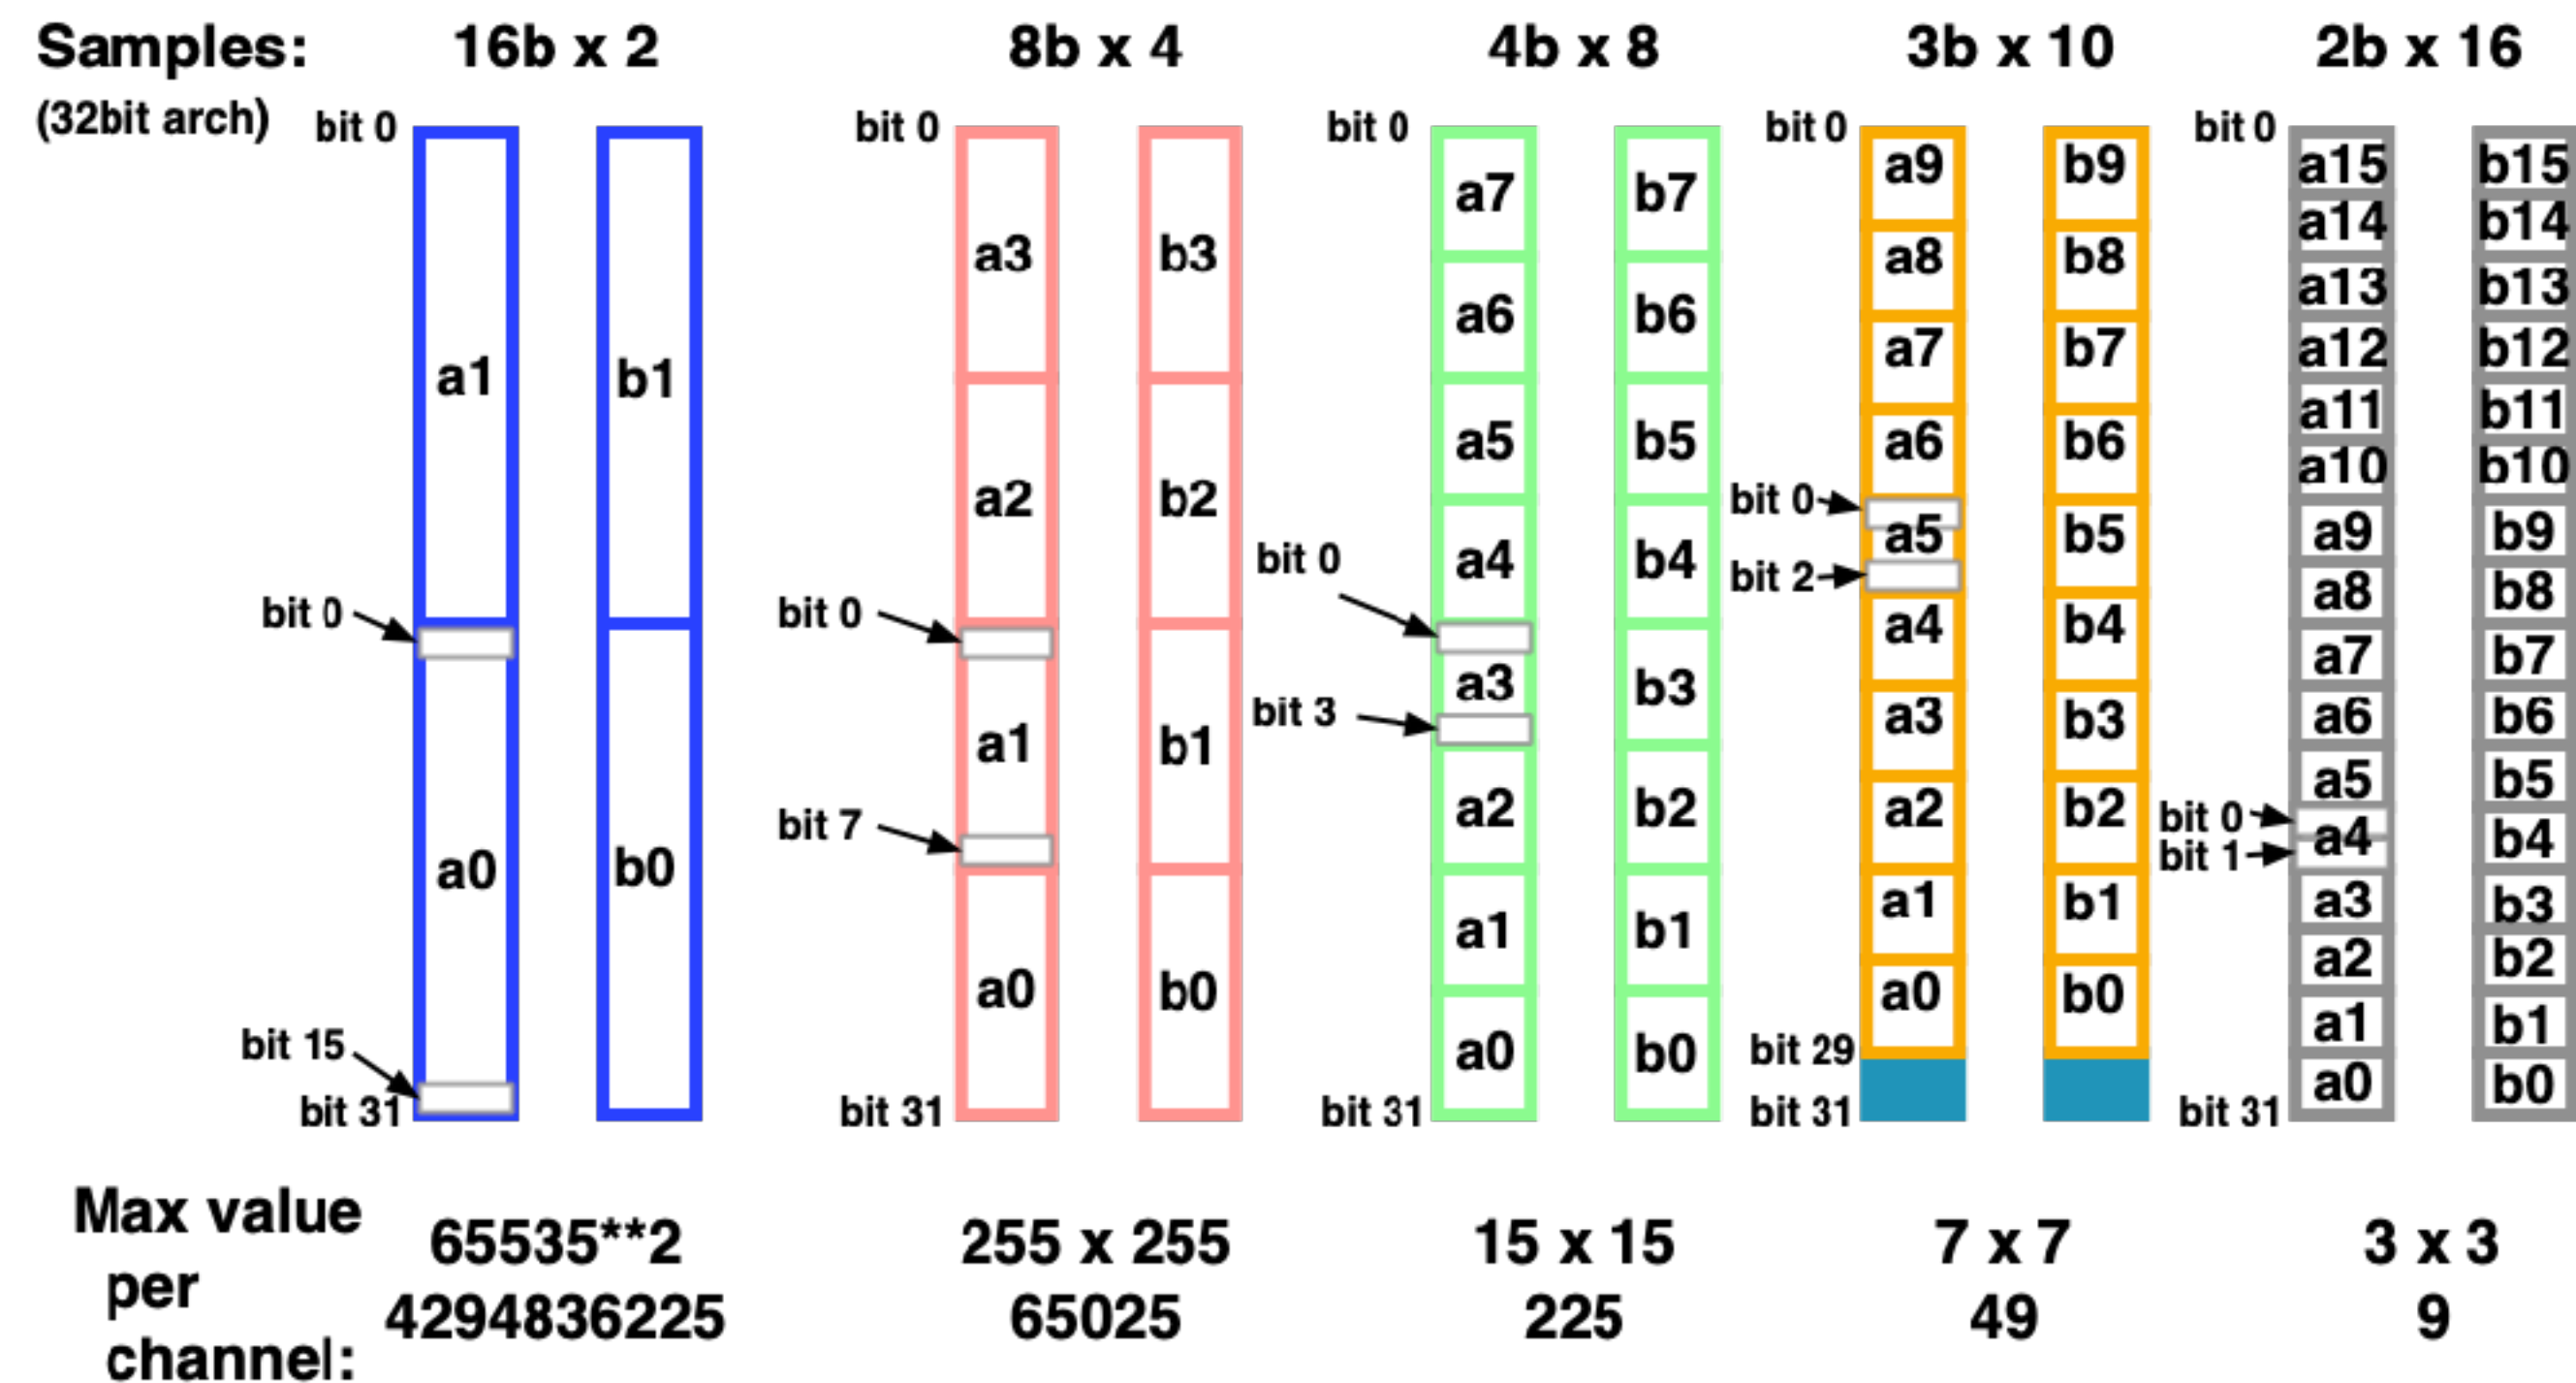 Samples: 16b x 2 8b x 4 4b x 8 3b x 10 2b x 16
(32bit arch) bit 0 bit 0 bit 0 bit 0 bit 0
a1 b1
bit 0
a0 b0
bit 15
bit 31
a3 b3
a2 b2
bit 0
a1 b1
bit 7
a0 b0
bit 31
a7 b7
a6 b6
a5 b5
a4 b4
bit 0
a3 b3
bit 3
a2 b2
a1 b1
a0 b0
bit 31
a9 b9
a8 b8
a7 b7
a6 b6
bit 0
a5 b5
bit 2
a4 b4
a3 b3
a2 b2
a1 b1
a0 b0
bit 29
bit 31
a15 b15
a14 b14
a13 b13
a12 b12
a11 b11
a10 b10
a9 b9
a8 b8
a7 b7
a6 b6
a5 b5
bit 0
a4 b4
bit 1
a3 b3
a2 b2
a1 b1
a0 b0
bit 31
Max value
per
channel:
65535**2 255 x 255 15 x 15 7 x 7 3 x 3
4294836225 65025 225 49 9